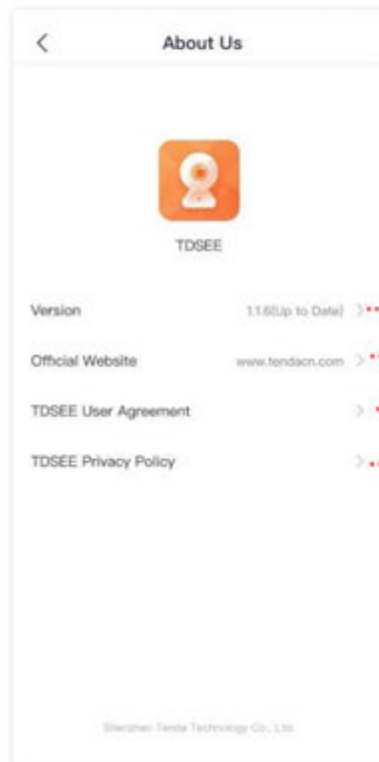 About Us
TDSEE
Version 1.1.6(Up to Date)
Official Website www.tendacn.com
TDSEE User Agreement
TDSEE Privacy Policy
Shenzhen Tenda Technology Co., Ltd.